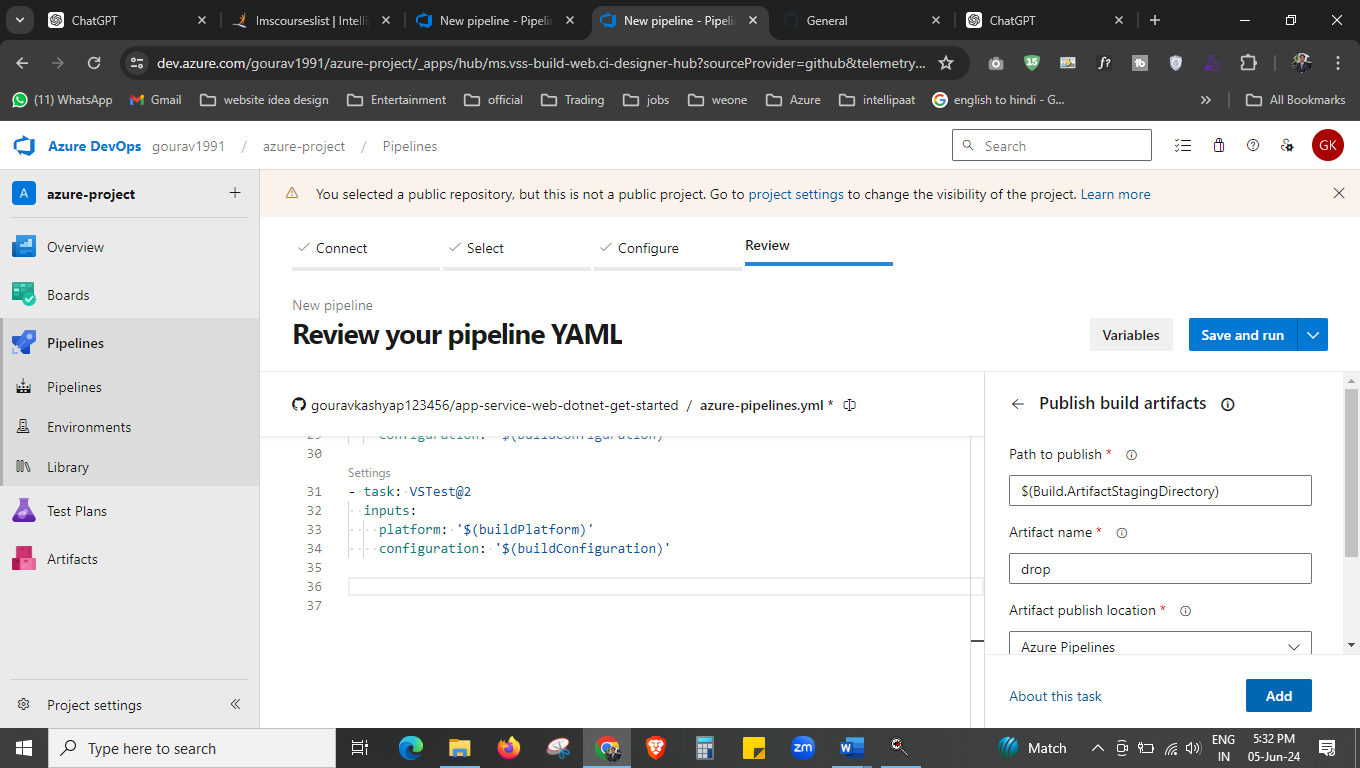 ChatGPT
lmscourseslist | Intelli
New pipeline - Pipelin
New pipeline - Pipelin
General
ChatGPT
dev.azure.com/gourav1991/azure-project/_apps/hub/ms.vss-build-web.ci-designer-hub?sourceProvider=github&telemetry...
(11) WhatsApp
Gmail
website idea design
Entertainment
official
Trading
jobs
weone
Azure
intellipaat
english to hindi - G...
All Bookmarks
Azure DevOps
gourav1991 / azure-project / Pipelines
Search
GK
A
azure-project
You selected a public repository, but this is not a public project. Go to project settings to change the visibility of the project. Learn more
Overview
Boards
Pipelines
Pipelines
Environments
Library
Test Plans
Artifacts
Project settings
Connect
Select
Configure
Review
New pipeline
Review your pipeline YAML
Variables
Save and run
gouravkashyap123456/app-service-web-dotnet-get-started / azure-pipelines.yml *
29 configuration: '$(buildConfiguration)'
30
Settings
31 - task: VSTest@2
32 inputs:
33 platform: '$(buildPlatform)'
34 configuration: '$(buildConfiguration)'
35
36
37
Publish build artifacts
Path to publish *
$(Build.ArtifactStagingDirectory)
Artifact name *
drop
Artifact publish location *
Azure Pipelines
About this task
Add
Type here to search
zm
Match
ENG
IN
5:32 PM
05-Jun-24